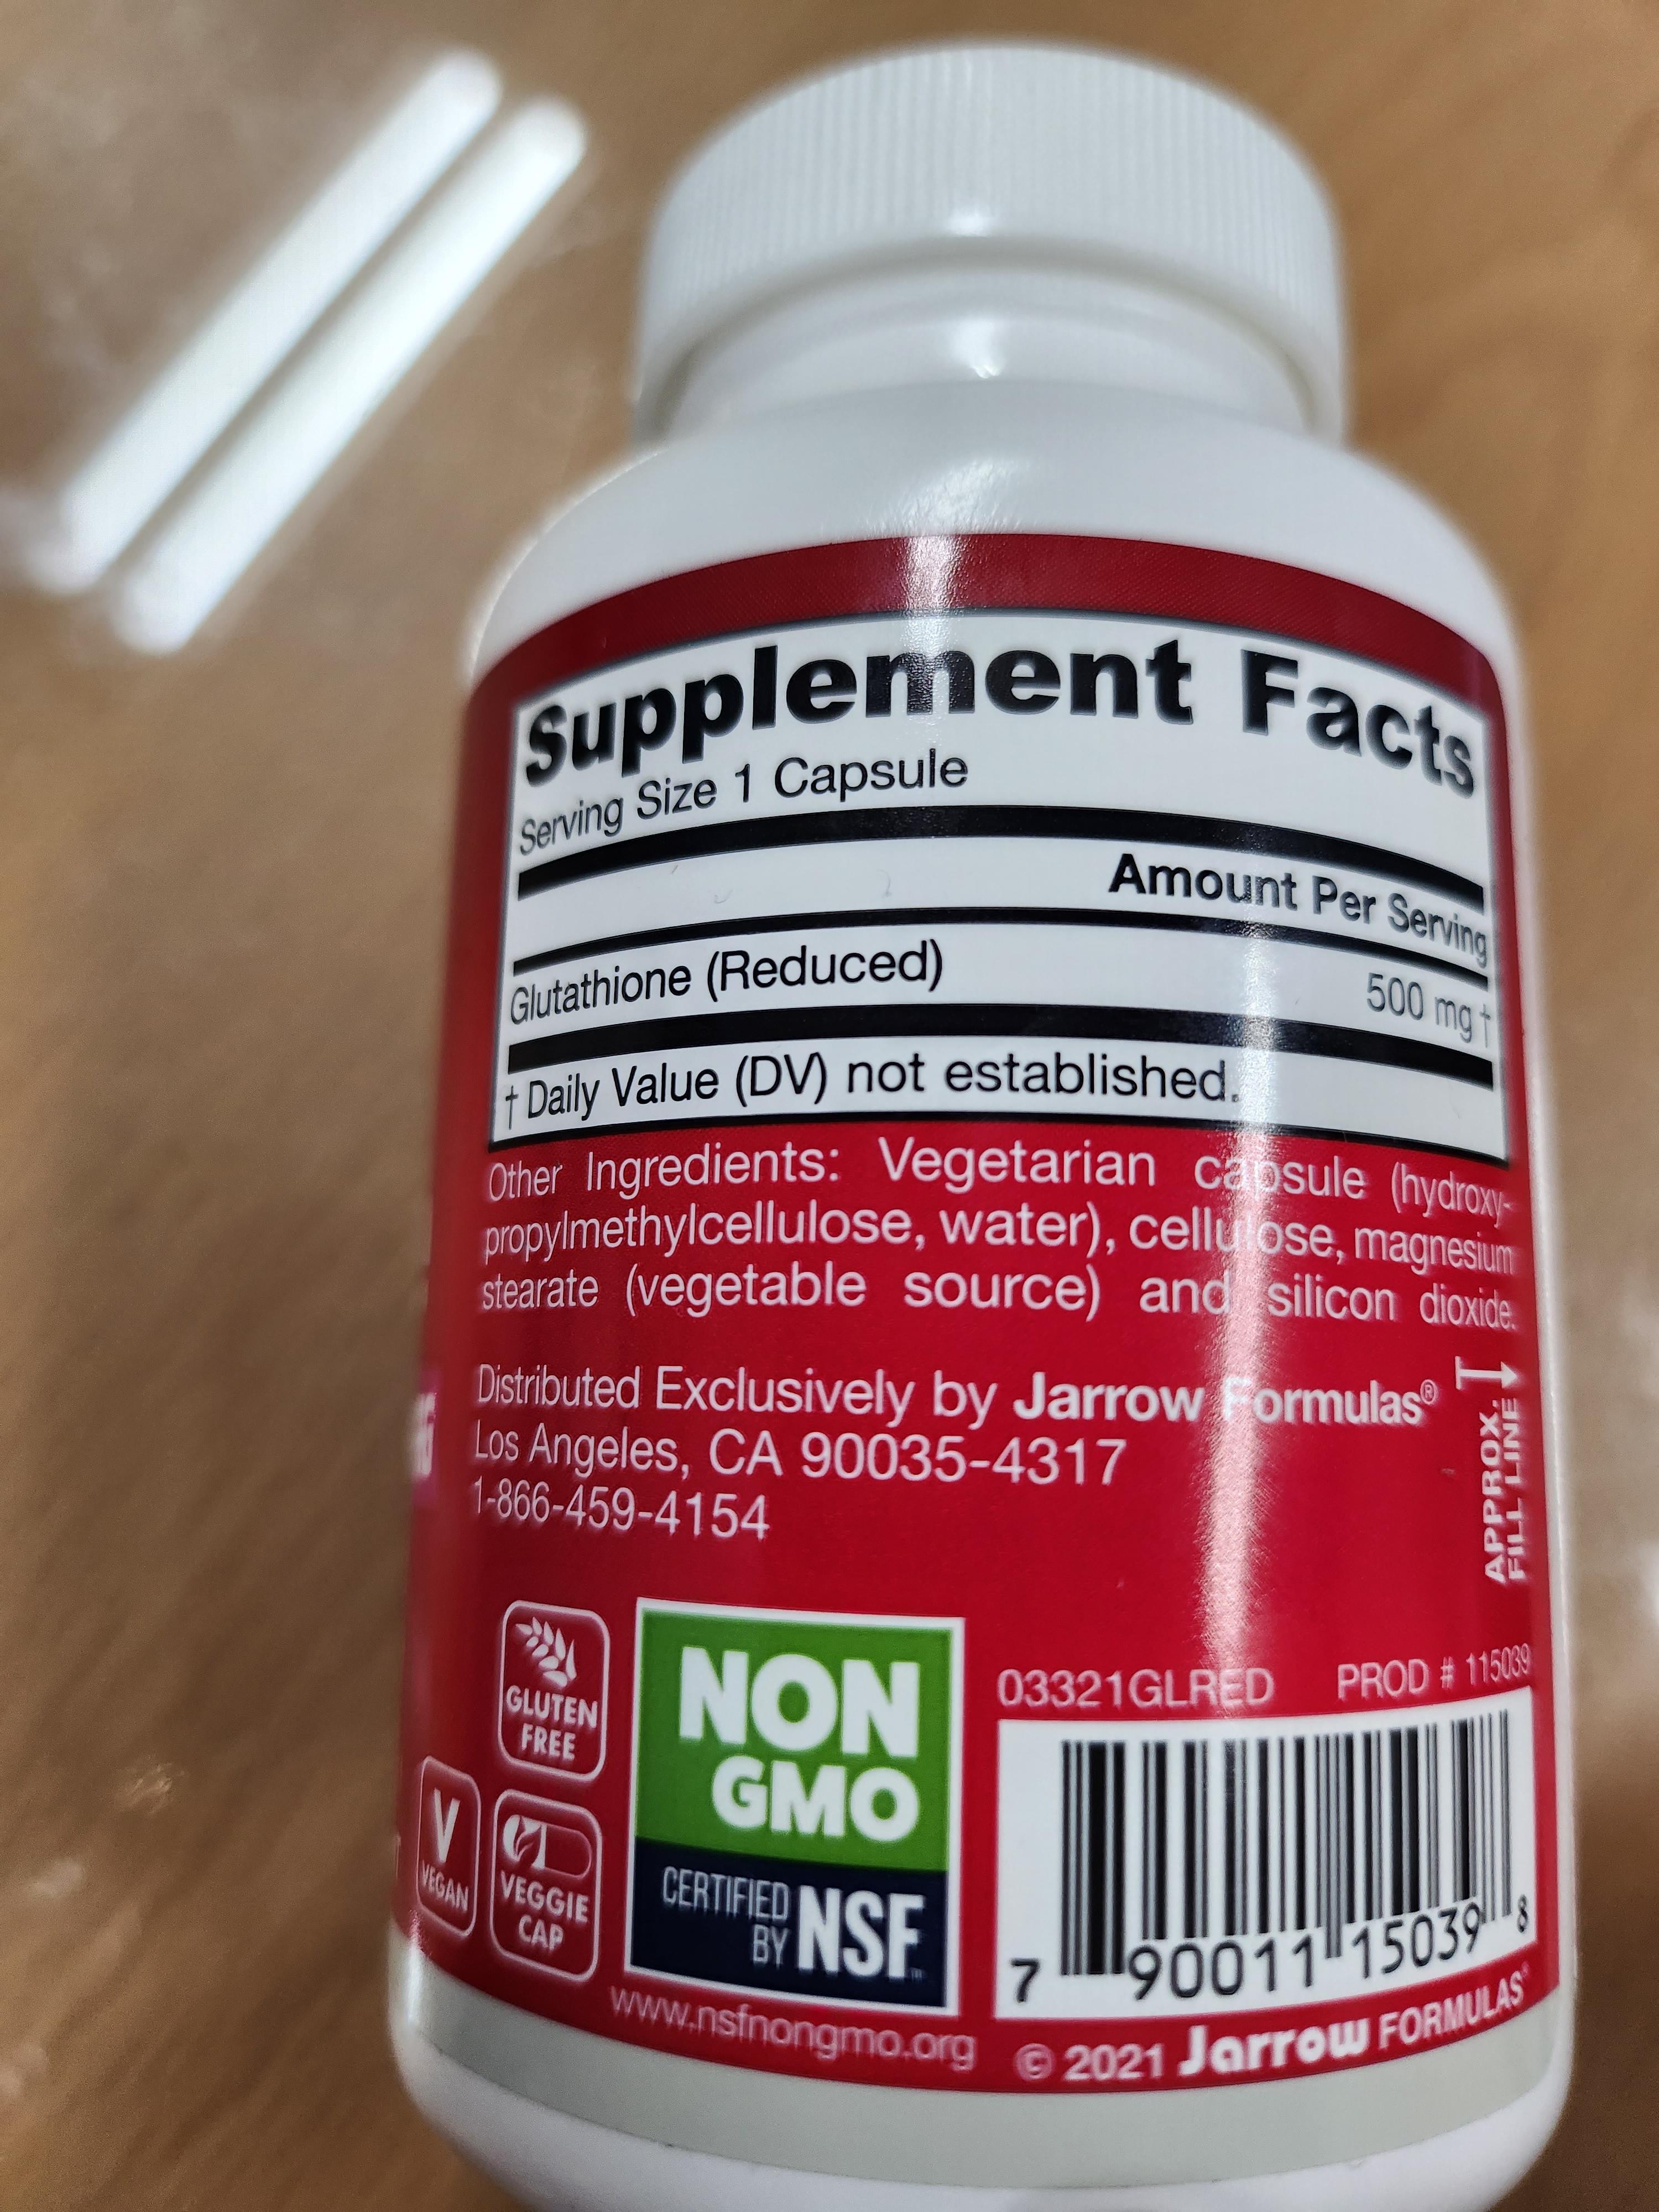 Supplement Facts
Serving Size 1 Capsule
Amount Per Serving
Glutathione (Reduced) 500 mg †
† Daily Value (DV) not established.
Other Ingredients: Vegetarian capsule (hydroxy-
propylmethylcellulose, water), cellulose, magnesium
stearate (vegetable source) and silicon dioxide.
Distributed Exclusively by Jarrow Formulas®
Los Angeles, CA 90035-4317
1-866-459-4154
APPROX.
FILL LINE
GLUTEN
FREE
V
VEGAN
VEGGIE
CAP
NON
GMO
CERTIFIED
BY NSF™
www.nsfnongmo.org
03321GLRED PROD # 115039
7 90011 15039 8
© 2021 Jarrow FORMULAS®